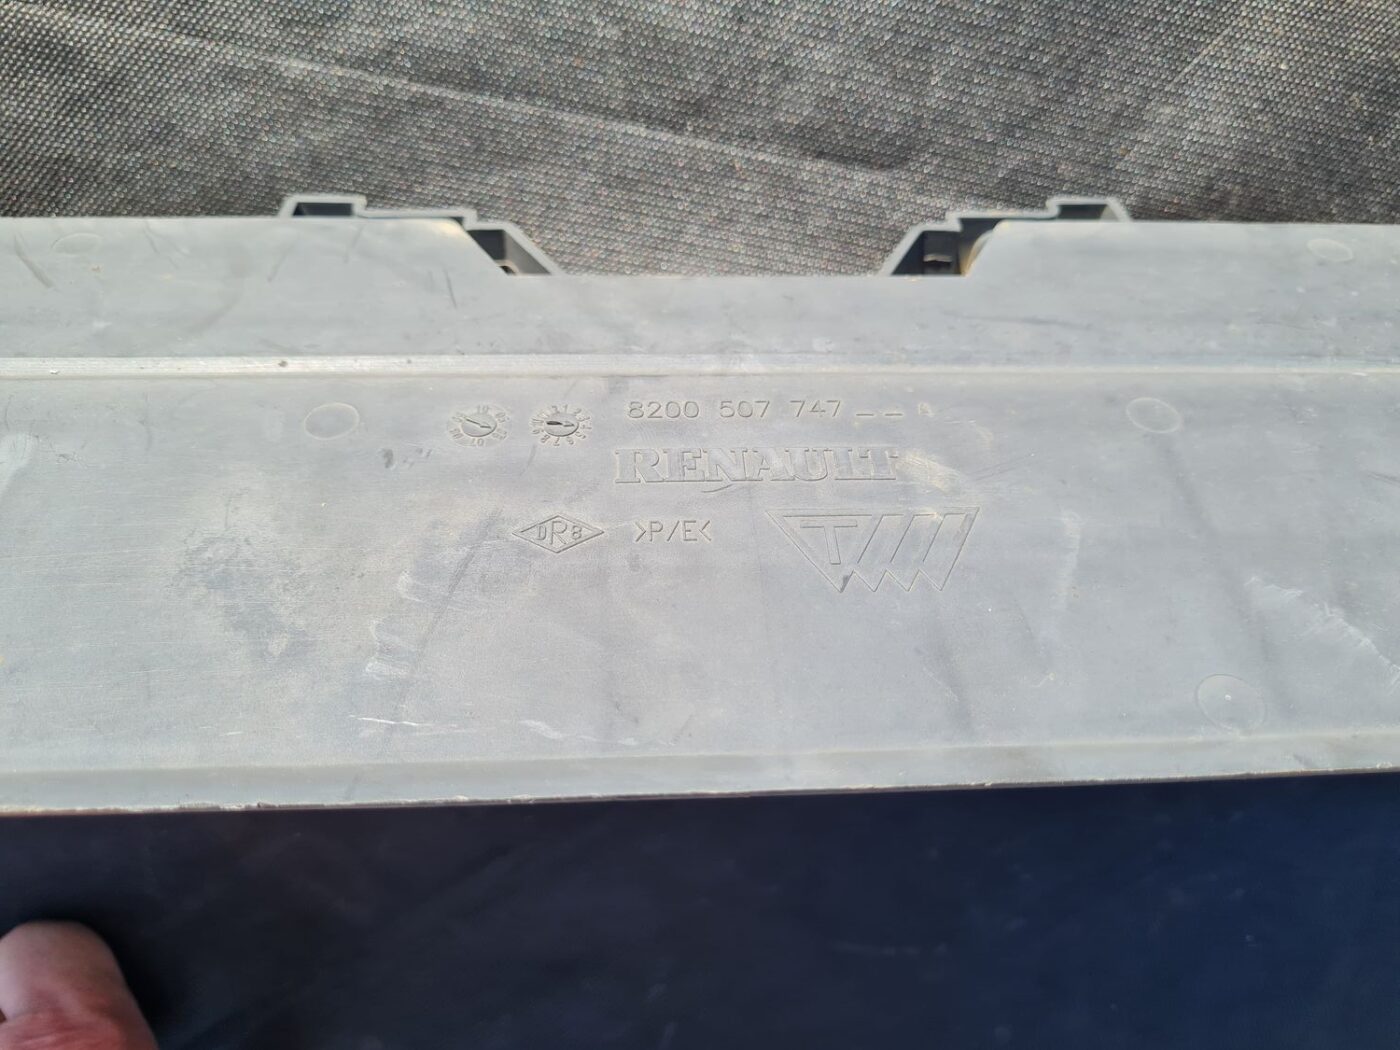 8200 507 747 _ _
RENAULT
DR8 >P/E< T